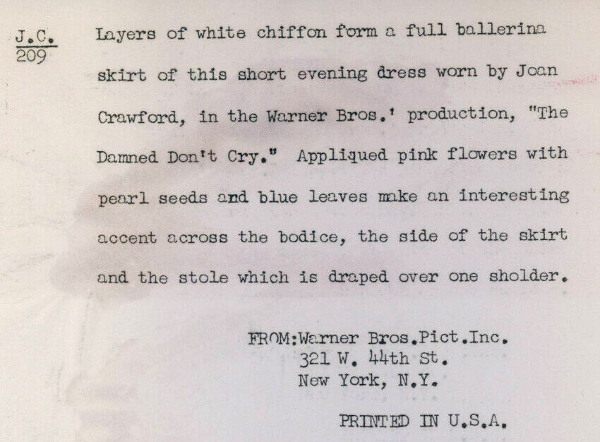 J.C.
209
Layers of white chiffon form a full ballerina
skirt of this short evening dress worn by Joan
Crawford, in the Warner Bros.' production, "The
Damned Don't Cry." Appliqued pink flowers with
pearl seeds and blue leaves make an interesting
accent across the bodice, the side of the skirt
and the stole which is draped over one sholder.
FROM:Warner Bros.Pict.Inc.
321 W. 44th St.
New York, N.Y.
PRINTED IN U.S.A.